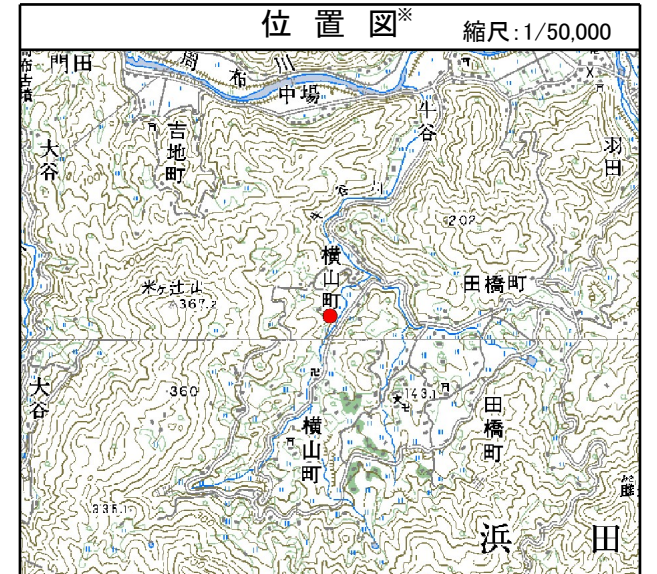 位置図※
縮尺:1/50,000
門田
周布川
中場
牛谷
吉地町
大谷
羽田
202
横山町
田橋町
米ヶ辻山
367.2
大谷
360
143.1
田橋町
横山町
335.1
浜田